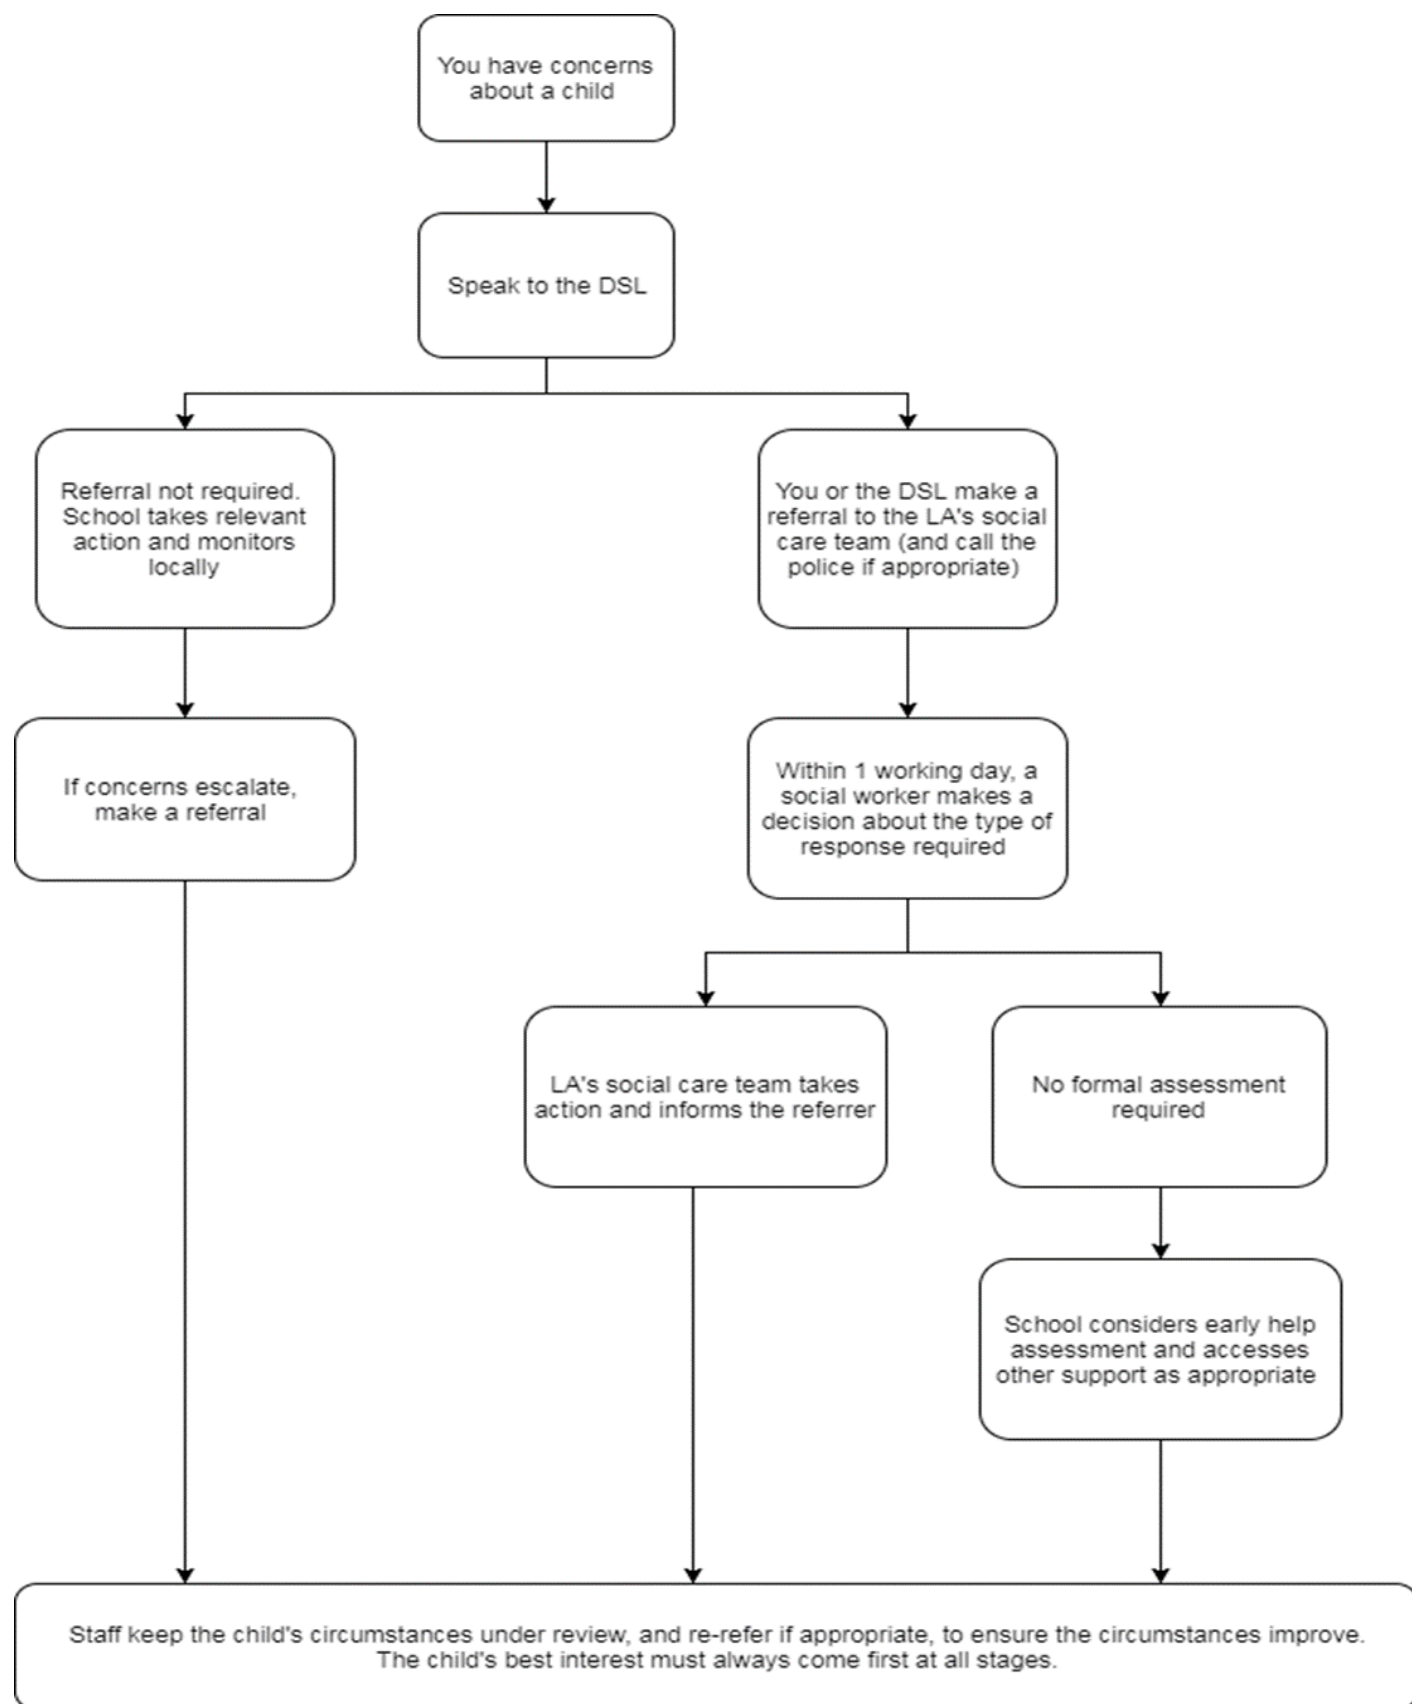 You have concerns
about a child
Speak to the DSL
Referral not required.
School takes relevant
action and monitors
locally
You or the DSL make a
referral to the LA's social
care team (and call the
police if appropriate)
If concerns escalate,
make a referral
Within 1 working day, a
social worker makes a
decision about the type of
response required
LA's social care team takes
action and informs the referrer
No formal assessment
required
School considers early help
assessment and accesses
other support as appropriate
Staff keep the child's circumstances under review, and re-refer if appropriate, to ensure the circumstances improve.
The child's best interest must always come first at all stages.